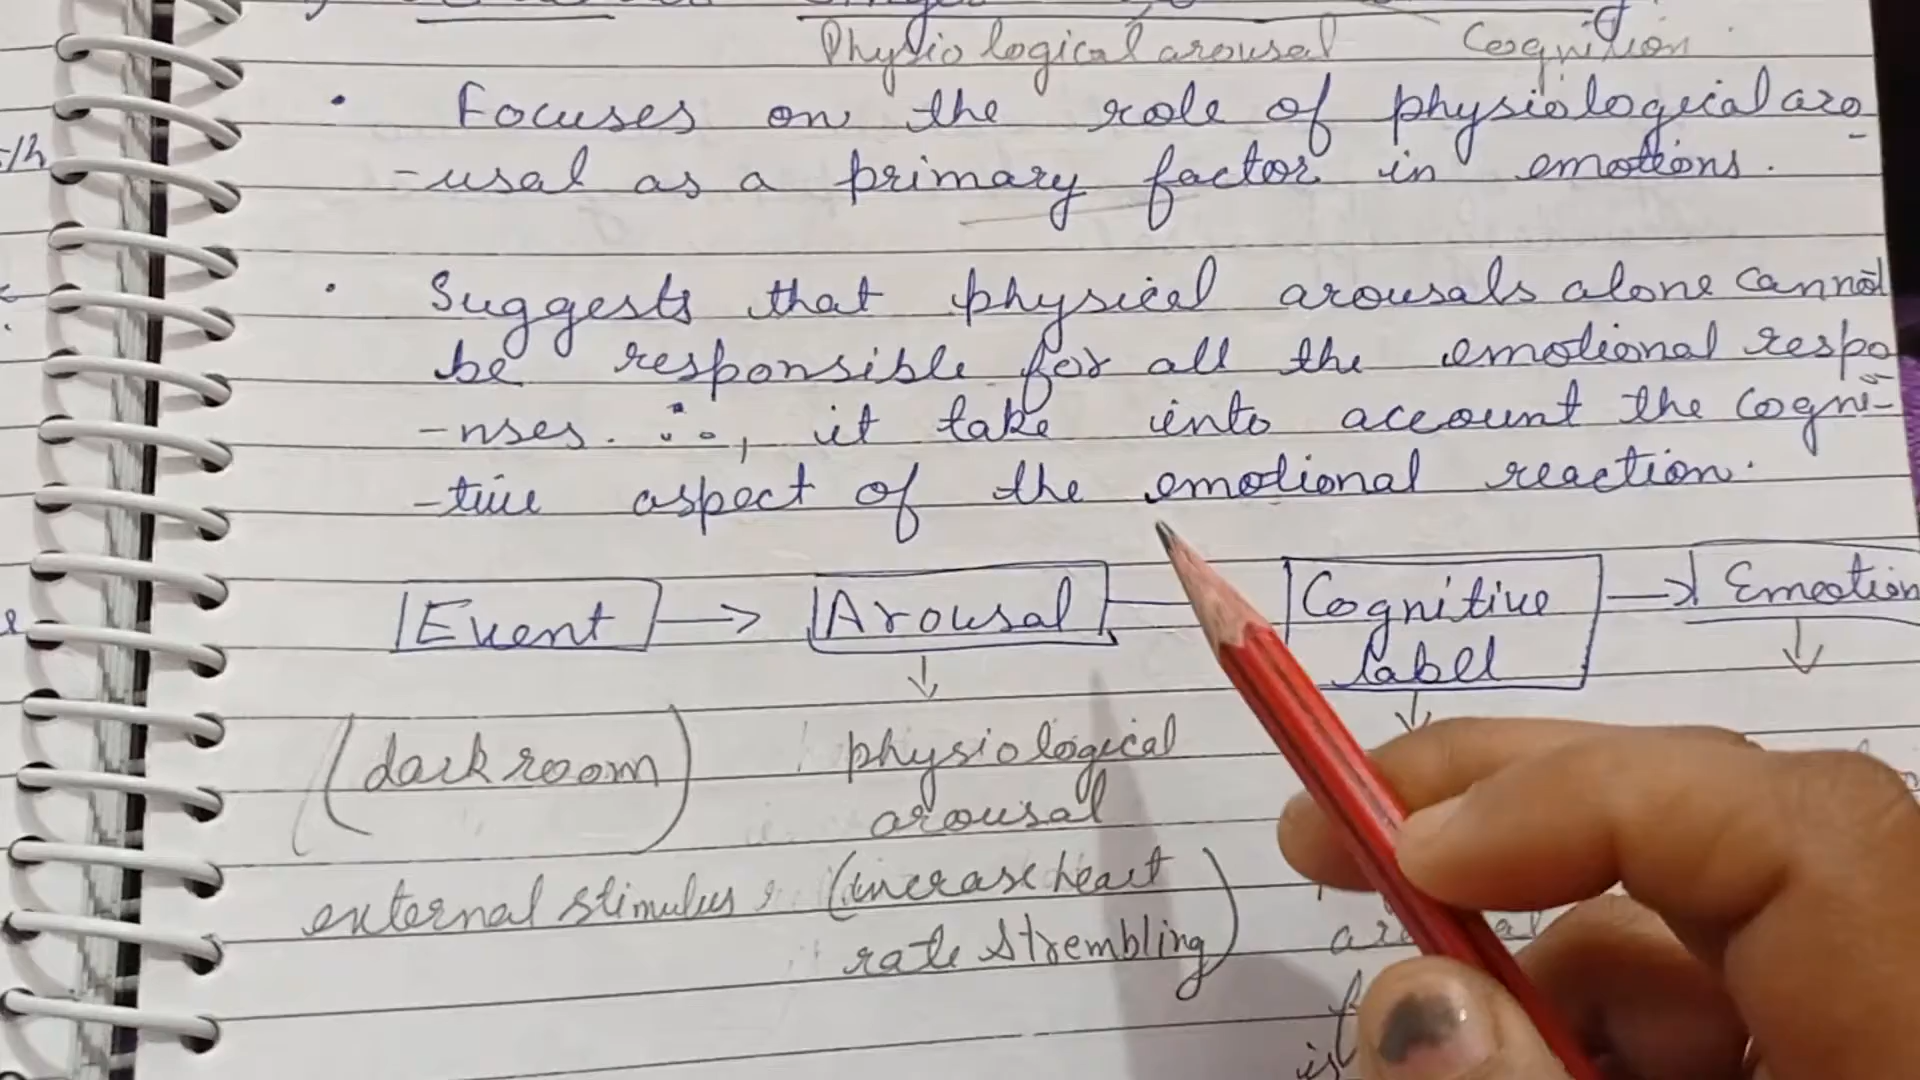 Physiological arousal Cognition
• Focuses on the role of physiological aro
-usal as a primary factor in emotions.
• Suggests that physical arousals alone cannot
be responsible for all the emotional respo
-nses. ∴, it take into account the cogni-
-tive aspect of the emotional reaction.
Event → Arousal Cognitive label → Emotion
(dark room) physiological
arousal
external stimulus (increase heart
rate & trembling)